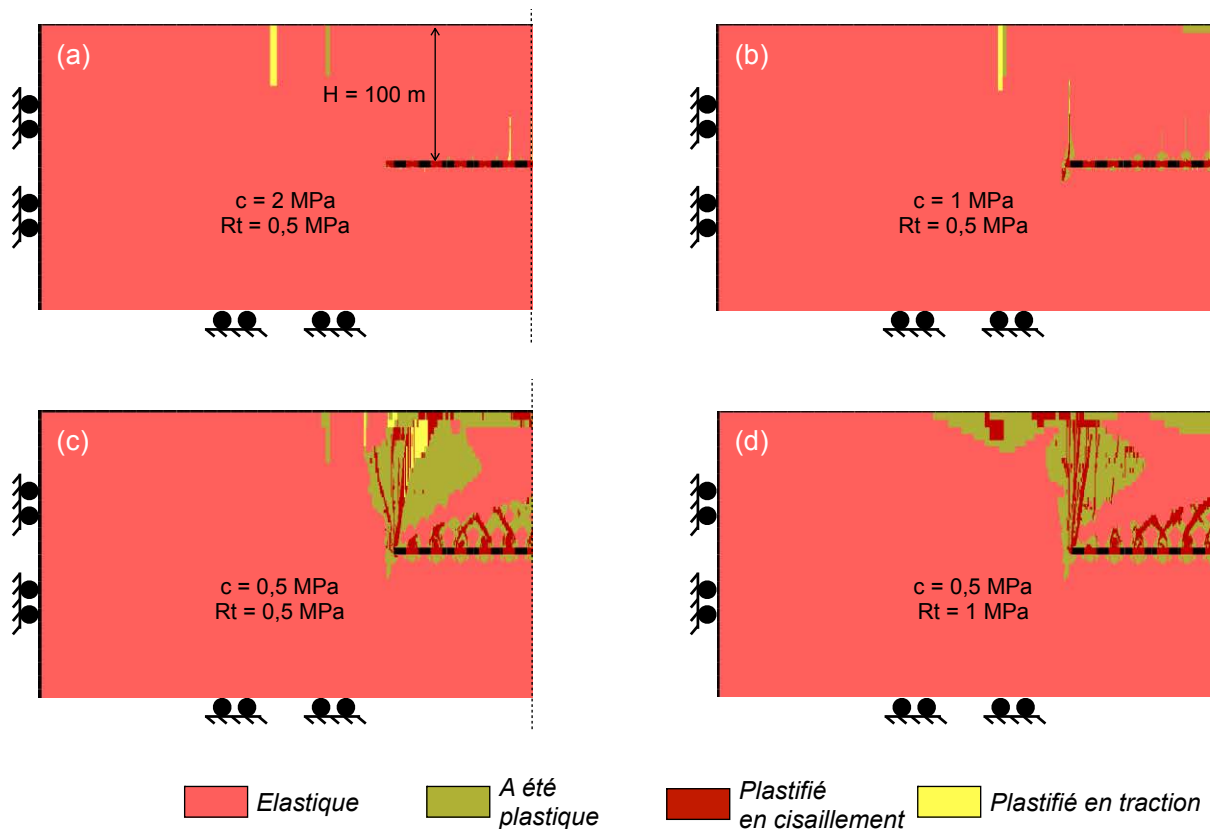 (a)
H = 100 m
c = 2 MPa
Rt = 0,5 MPa
(b)
c = 1 MPa
Rt = 0,5 MPa
(c)
c = 0,5 MPa
Rt = 0,5 MPa
(d)
c = 0,5 MPa
Rt = 1 MPa
Elastique
A été
plastique
Plastifié
en cisaillement
Plastifié en traction